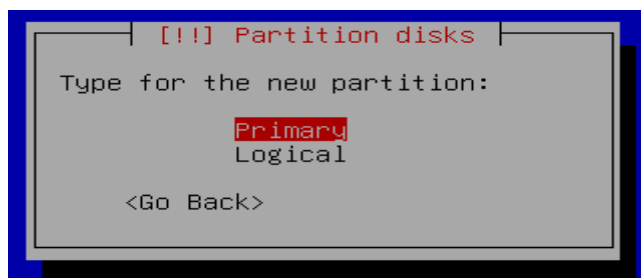 [!!] Partition disks
Type for the new partition:
Primary
Logical
<Go Back>